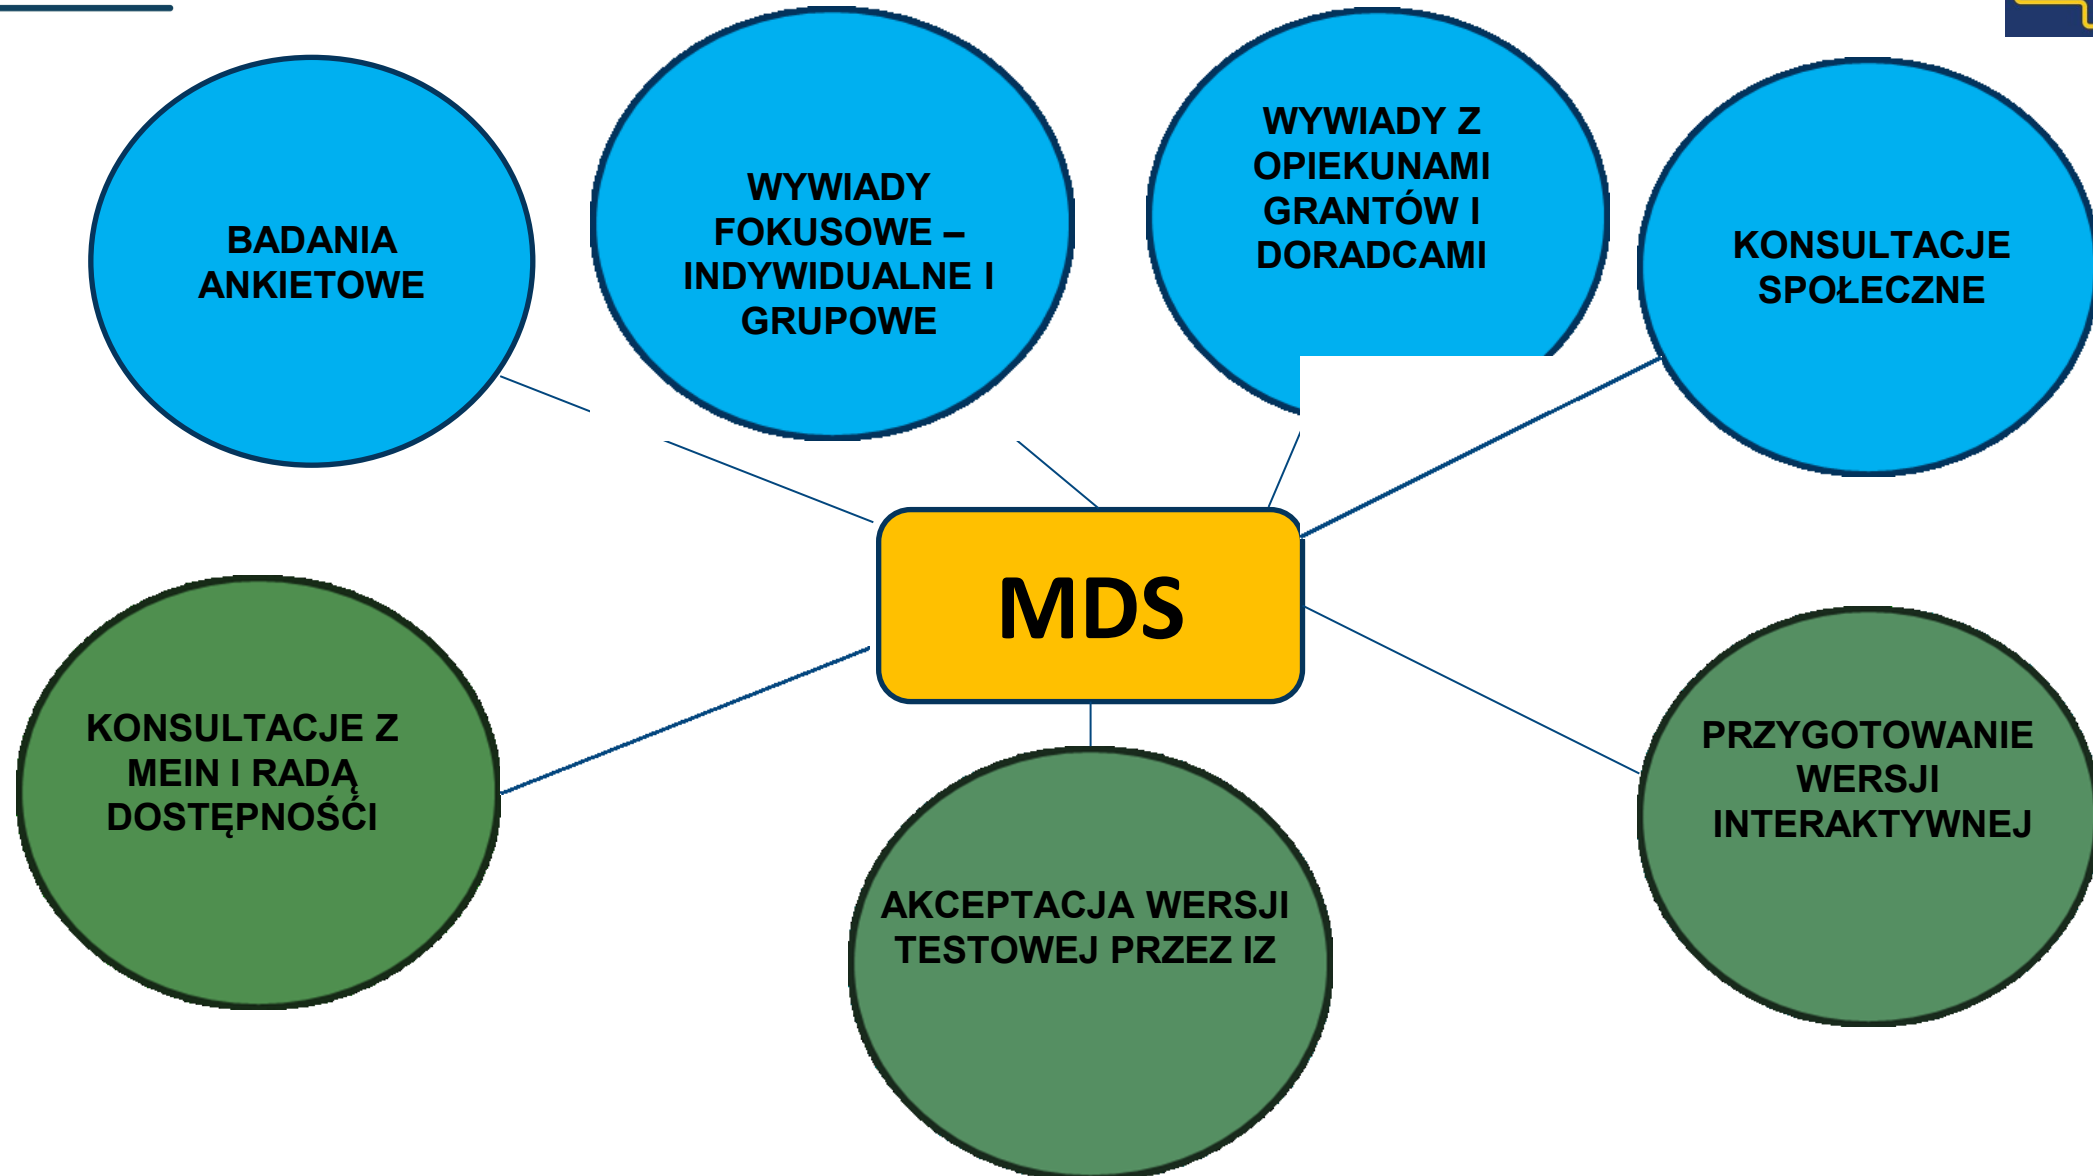 BADANIA
ANKIETOWE
WYWIADY
FOKUSOWE –
INDYWIDUALNE I
GRUPOWE
WYWIADY Z
OPIEKUNAMI
GRANTÓW I
DORADCAMI
KONSULTACJE
SPOŁECZNE
MDS
KONSULTACJE Z
MEIN I RADĄ
DOSTĘPNOŚĆI
AKCEPTACJA WERSJI
TESTOWEJ PRZEZ IZ
PRZYGOTOWANIE
WERSJI
INTERAKTYWNEJ